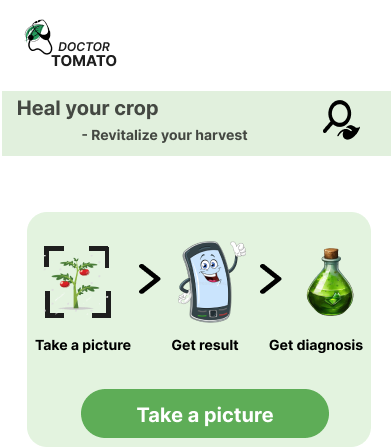 DOCTOR
TOMATO
Heal your crop
- Revitalize your harvest
Take a picture
Get result
Get diagnosis
Take a picture